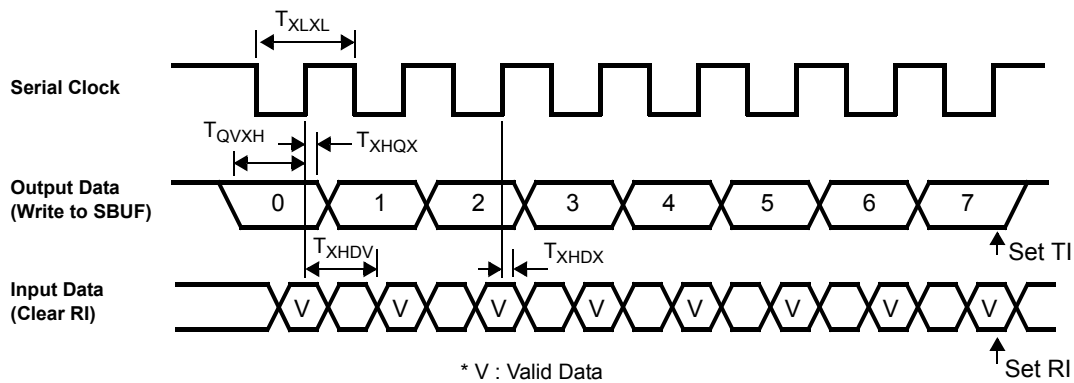 TXLXL
Serial Clock
TQVXH
TXHQX
Output Data
(Write to SBUF)
0 1 2 3 4 5 6 7
Set TI
TXHDV
TXHDX
Input Data
(Clear RI)
V V V V V V V V
Set RI
* V : Valid Data